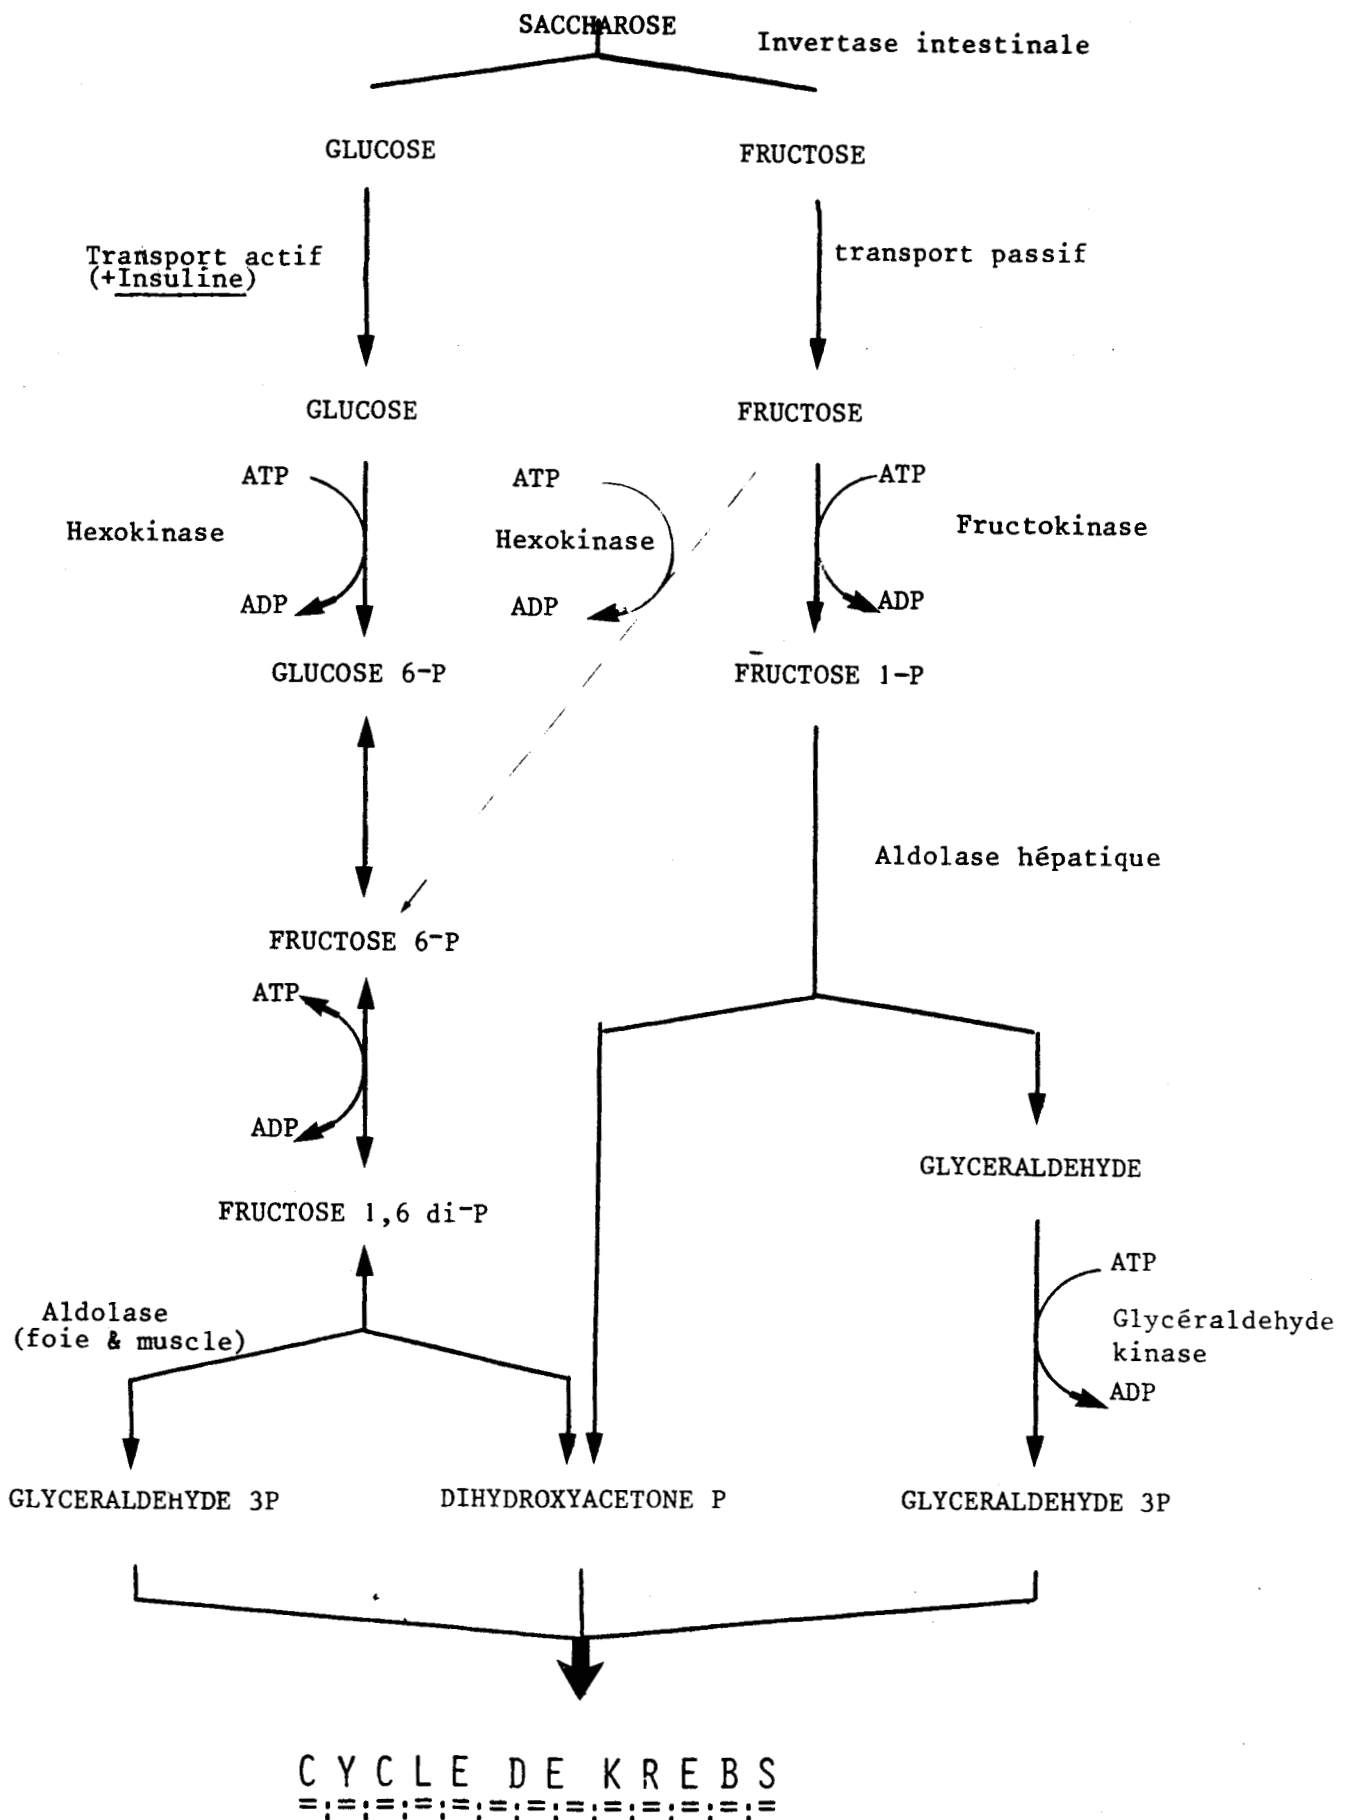 SACCHAROSE
Invertase intestinale
GLUCOSE
FRUCTOSE
Transport actif
(+Insuline)
transport passif
GLUCOSE
FRUCTOSE
ATP
ATP
ATP
Hexokinase
Hexokinase
Fructokinase
ADP
ADP
ADP
GLUCOSE 6-P
FRUCTOSE 1-P
Aldolase hépatique
FRUCTOSE 6-P
ATP
ADP
GLYCERALDEHYDE
FRUCTOSE 1,6 di-P
ATP
Aldolase
(foie & muscle)
Glycéraldehyde
kinase
ADP
GLYCERALDEHYDE 3P
DIHYDROXYACETONE P
GLYCERALDEHYDE 3P
CYCLE DE KREBS